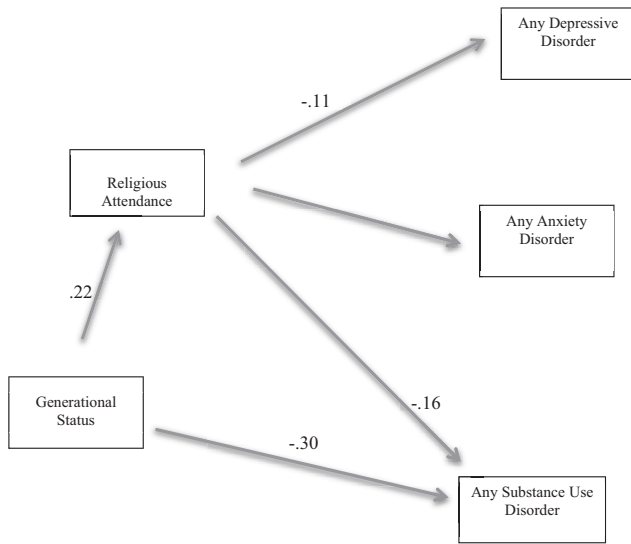 Any Depressive
Disorder
-.11
Religious
Attendance
Any Anxiety
Disorder
.22
Generational
Status
-.16
-.30
Any Substance Use
Disorder